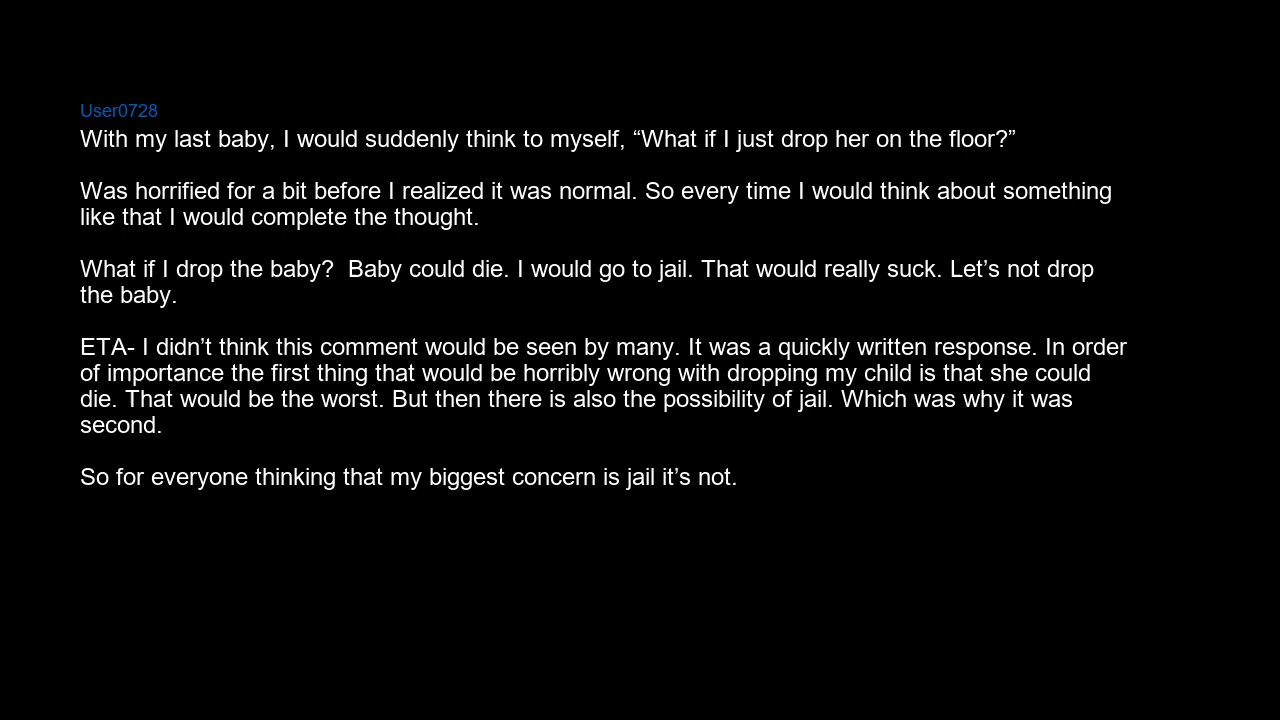 User0728
With my last baby, I would suddenly think to myself, “What if I just drop her on the floor?”
Was horrified for a bit before I realized it was normal. So every time I would think about something
like that I would complete the thought.
What if I drop the baby?  Baby could die. I would go to jail. That would really suck. Let’s not drop
the baby.
ETA- I didn’t think this comment would be seen by many. It was a quickly written response. In order
of importance the first thing that would be horribly wrong with dropping my child is that she could
die. That would be the worst. But then there is also the possibility of jail. Which was why it was
second.
So for everyone thinking that my biggest concern is jail it’s not.